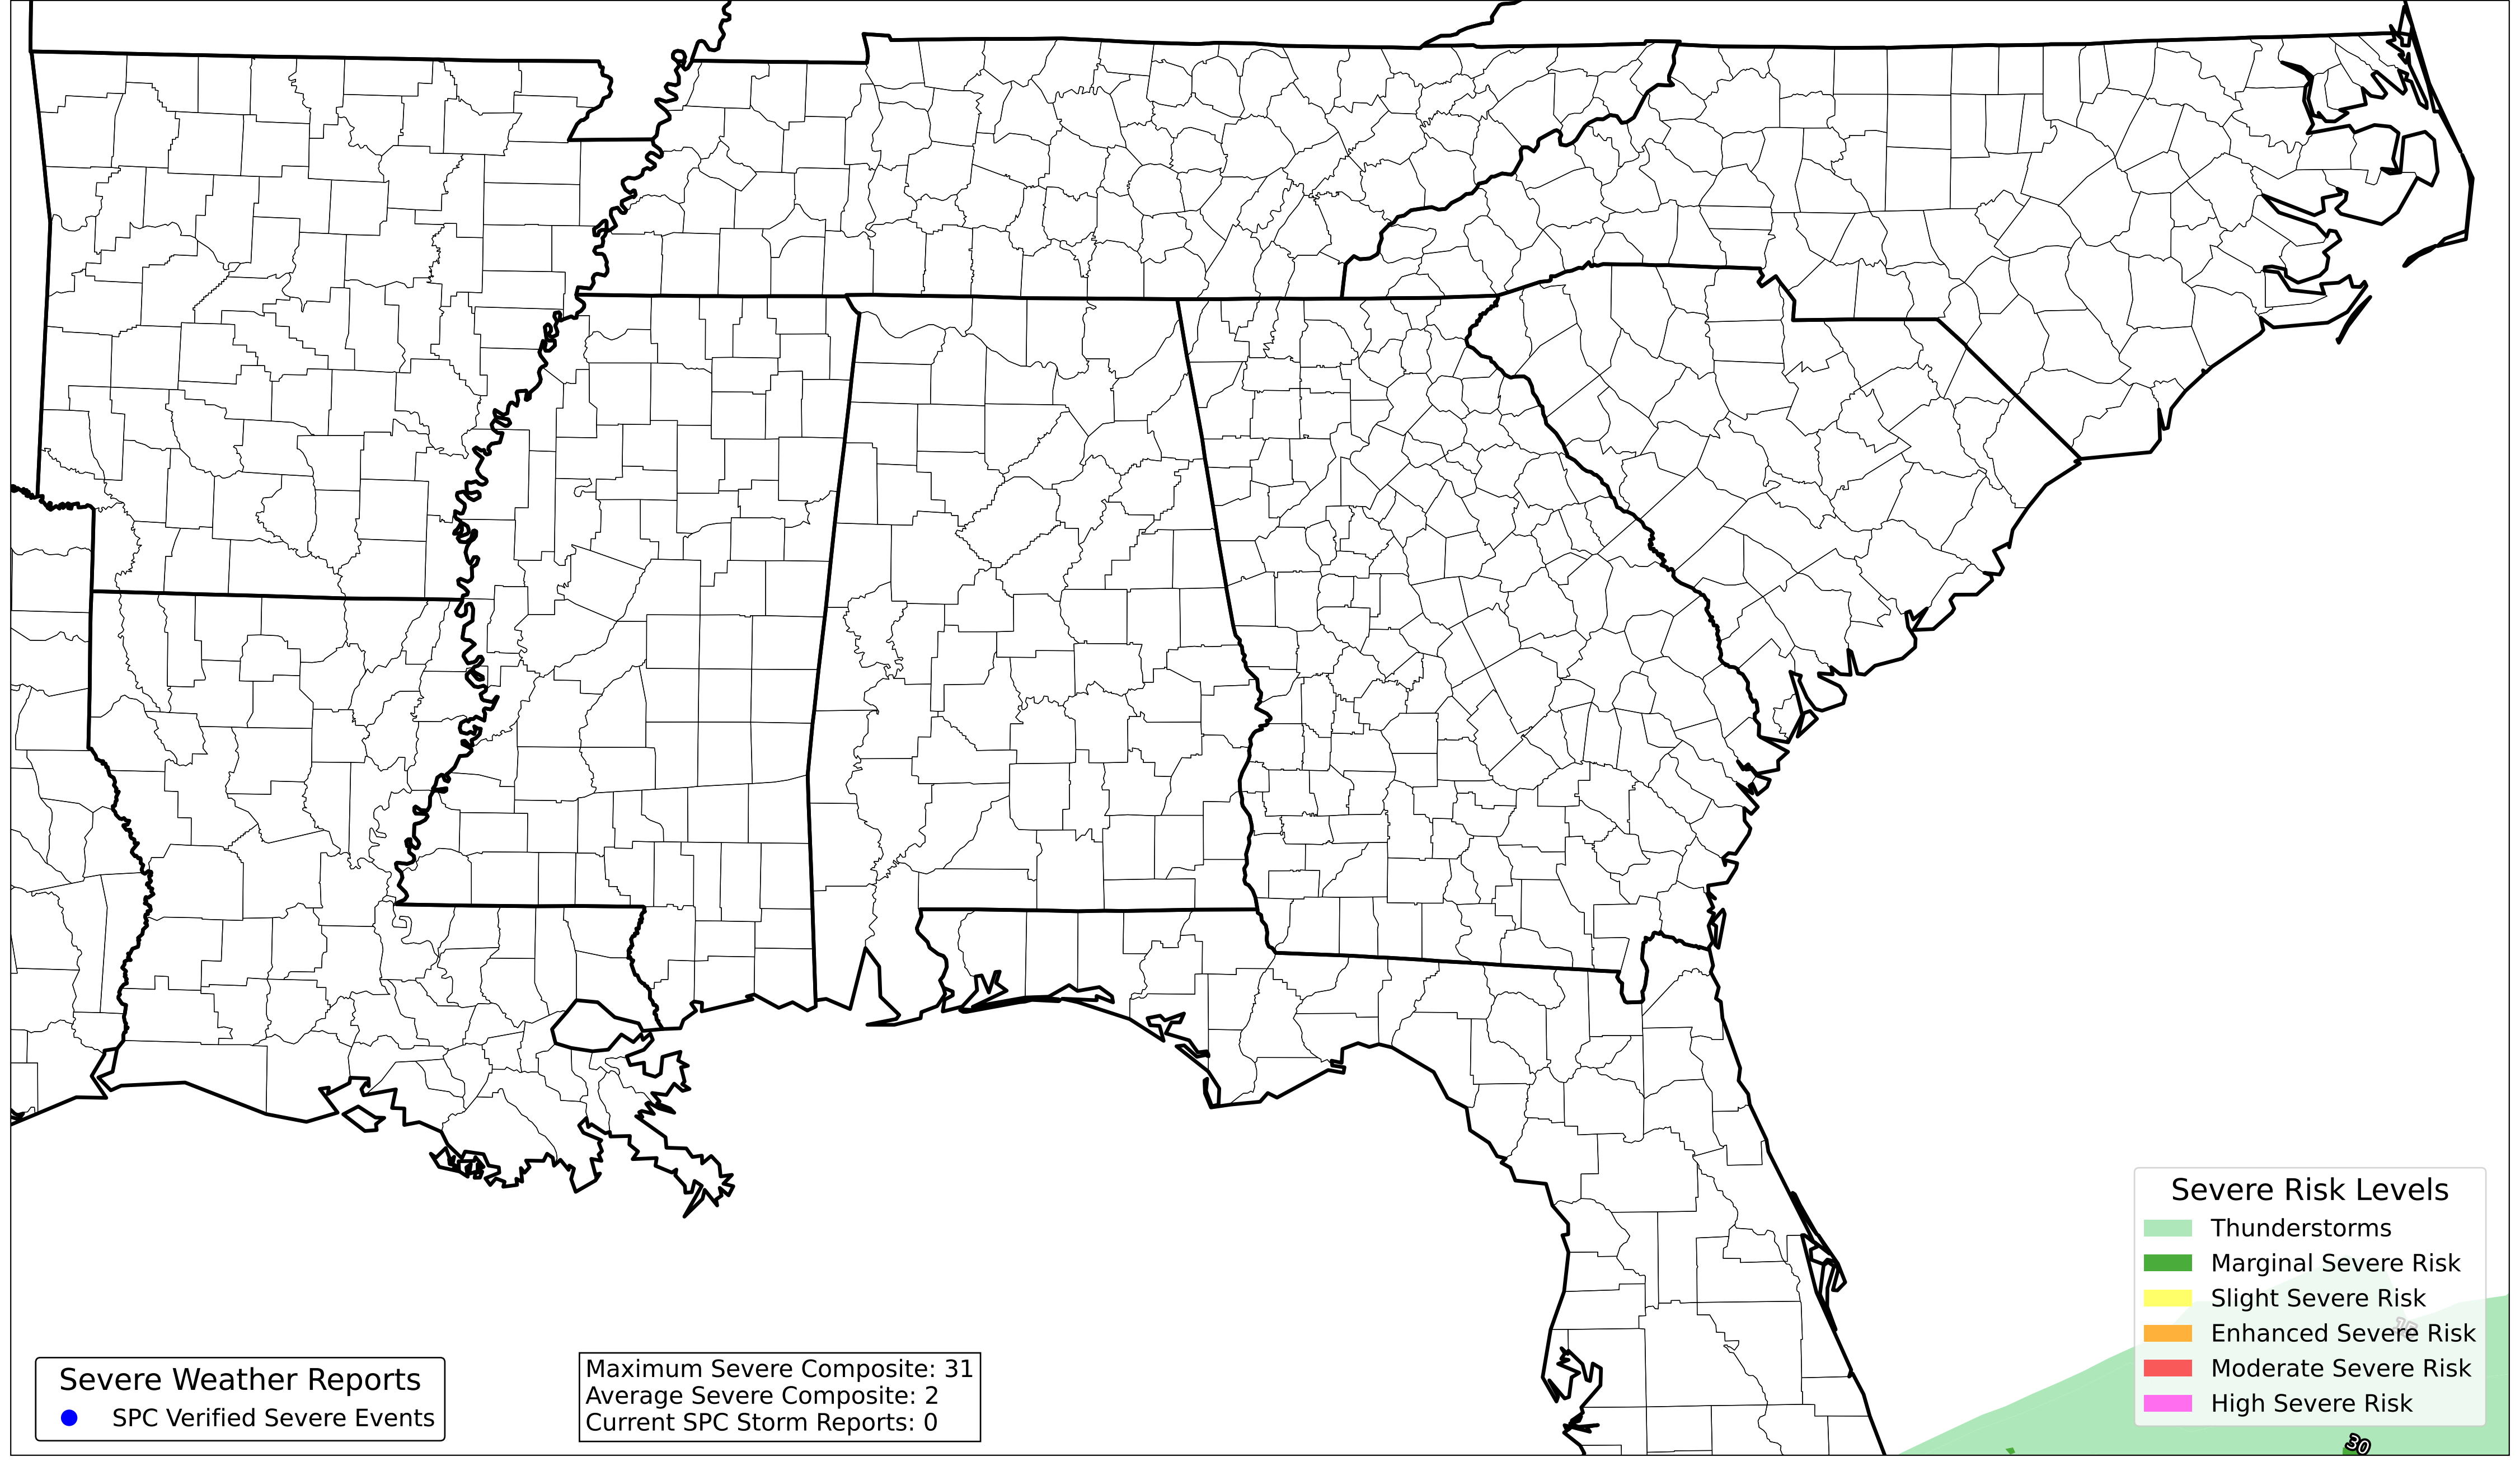 Severe Risk Levels
Thunderstorms
Marginal Severe Risk
Slight Severe Risk
Enhanced Severe Risk
Moderate Severe Risk
High Severe Risk
Severe Weather Reports
SPC Verified Severe Events
Maximum Severe Composite: 31
Average Severe Composite: 2
Current SPC Storm Reports: 0
30